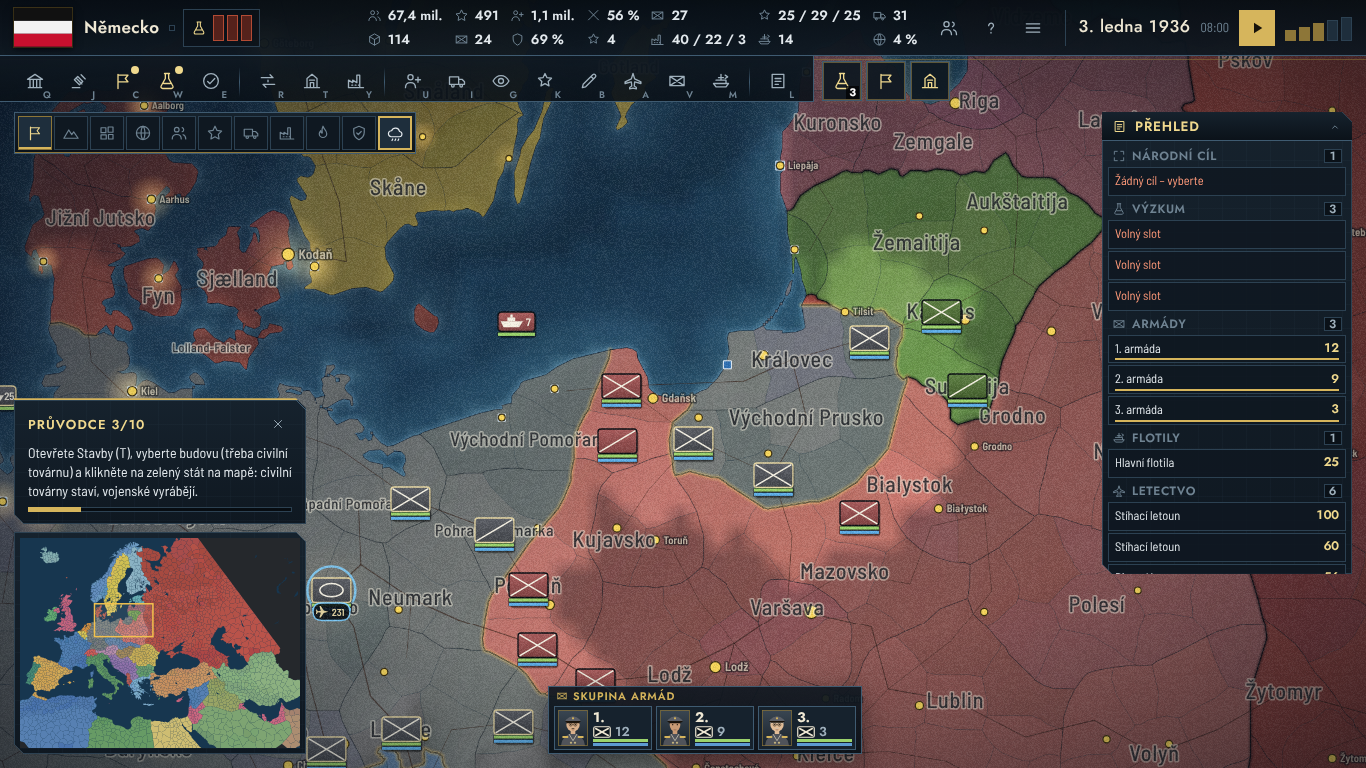 Německo
67,4 mil.
491
1,1 mil.
56 %
27
25 / 29 / 25
31
114
24
69 %
4
40 / 22 / 3
14
4 %
?
3. ledna 1936
08:00
Q
J
C
W
E
R
T
Y
U
I
G
K
B
A
V
M
L
3
PŘEHLED
NÁRODNÍ CÍL
1
Žádný cíl – vyberte
VÝZKUM
3
Volný slot
Volný slot
Volný slot
ARMÁDY
3
1. armáda
12
2. armáda
9
3. armáda
3
FLOTILY
1
Hlavní flotila
25
LETECTVO
6
Stíhací letoun
100
Stíhací letoun
60
Pskov
Aalborg
Riga
Kuronsko
Zemgale
Liepāja
Skåne
Aarhus
Jižní Jutsko
Aukštaitija
Žemaitija
Kodaň
Sjælland
Fyn
7
Tilsit
Lolland-Falster
Královec
Kiel
Gdaňsk
Grodno
Východní Prusko
Grodno
25
PRŮVODCE 3/10
Otevřete Stavby (T), vyberte budovu (třeba civilní
továrnu) a klikněte na zelený stát na mapě: civilní
továrny staví, vojenské vyrábějí.
Bialystok
Białystok
Kujavsko
Toruň
Mazovsko
Varšava
Neumark
231
Polesí
Lodž
Lodž
Lublin
Žytomyr
Volyň
SKUPINA ARMÁD
1.
12
2.
9
3.
3